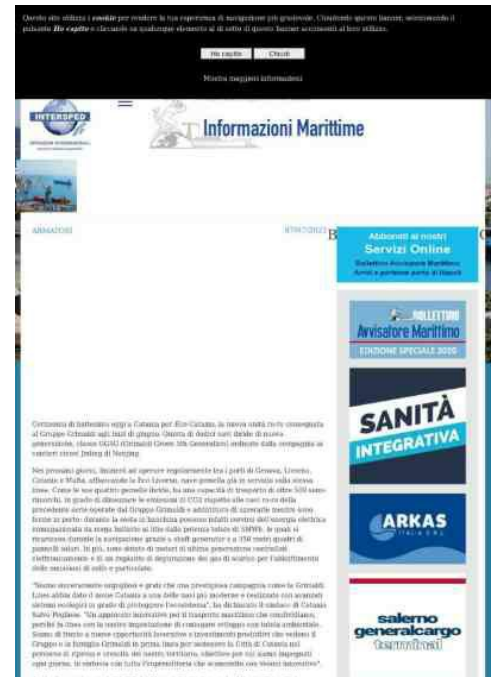 Questo sito utilizza i cookie per rendere la tua esperienza di navigazione più gradevole. Chiudendo questo banner, selezionando il
pulsante Ho capito o cliccando su qualunque elemento al di sotto di questo banner acconsenti al loro utilizzo.
Ho capito Chiudi
Mostra maggiori informazioni
INTERSPED
Informazioni Marittime
ARMATORI
Abbonati ai nostri
Servizi Online
Bollettino Avvisatore Marittimo
Arrivi e partenze porto di Napoli
BOLLETTINO
Avvisatore Marittimo
EDIZIONE SPECIALE 2020
SANITÀ
INTEGRATIVA
ARKAS
ITALIA S.R.L.
salerno
generalcargo
terminal
Cerimonia di battesimo oggi a Catania per Eco Catania, la nuova unità ro-ro consegnata
al Gruppo Grimaldi agli inizi di giugno. Quinta di dodici navi ibride di nuova
generazione, classe GG5G (Grimaldi Green 5th Generation) ordinate dalla compagnia ai
cantieri cinesi Jinling di Nanjing.
Nei prossimi giorni, inizierà ad operare regolarmente tra i porti di Genova, Livorno,
Catania e Malta, affiancando la Eco Livorno, nave gemella già in servizio sulla stessa
linea. Come le sue quattro gemelle ibride, ha una capacità di trasporto di oltre 500 semi-
rimorchi, in grado di dimezzare le emissioni di CO2 rispetto alle navi ro-ro della
precedente serie operate dal Gruppo Grimaldi e addirittura di azzerarle mentre sono
ferme in porto: durante la sosta in banchina possono infatti servirsi dell'energia elettrica
immagazzinata da mega batterie al litio dalla potenza totale di 5MWh, le quali si
ricaricano durante la navigazione grazie a shaft generator e a 350 metri quadri di
pannelli solari. In più, sono dotate di motori di ultima generazione controllati
elettronicamente e di un impianto di depurazione dei gas di scarico per l'abbattimento
delle emissioni di zolfo e particolato.
"Siamo sinceramente orgogliosi e grati che una prestigiosa compagnia come la Grimaldi
Lines abbia dato il nome Catania a una delle navi più moderne e realizzate con avanzati
sistemi ecologici in grado di proteggere l'ecosistema", ha dichiarato il sindaco di Catania
Salvo Pogliese. "Un approccio innovativo per il trasporto marittimo che condividiamo,
perché in linea con la nostra impostazione di coniugare sviluppo con tutela ambientale.
Siamo di fronte a nuove opportunità lavorative e investimenti produttivi che vedono il
Gruppo e la famiglia Grimaldi in prima linea per sostenere la Città di Catania nel
percorso di ripresa e crescita del nostro territorio, obiettivo per cui siamo impegnati
ogni giorno, in sintonia con tutta l'imprenditoria che scommette con visioni innovative".